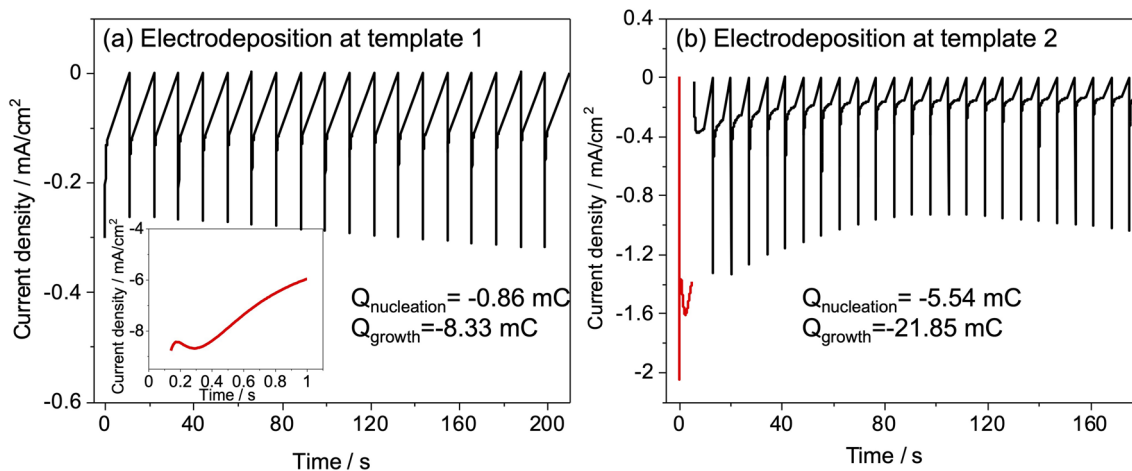 (a) Electrodeposition at template 1
Current density / mA/cm²
0
-0.2
-0.4
-0.6
0
40
80
120
160
200
Time / s
Current density / mA/cm²
-4
-6
-8
0
0.2
0.4
0.6
0.8
1
Time / s
Qnucleation= -0.86 mC
Qgrowth=-8.33 mC
(b) Electrodeposition at template 2
Current density / mA/cm²
0.4
0
-0.4
-0.8
-1.2
-1.6
-2
0
40
80
120
160
Time / s
Qnucleation= -5.54 mC
Qgrowth=-21.85 mC